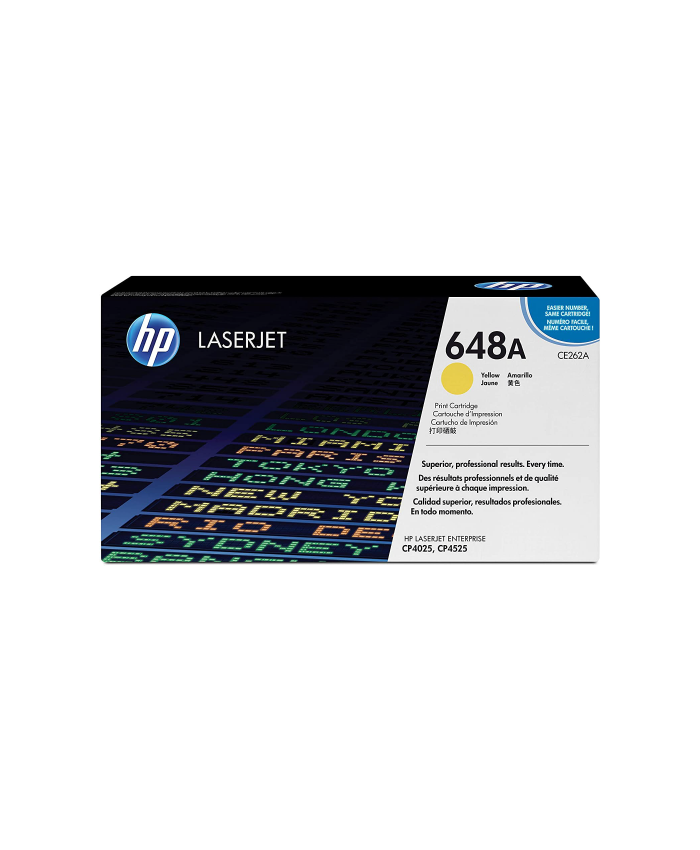 hp
EASIER NUMBER,
SAME CARTRIDGE!
NUMÉRO FACILE,
MÊME CARTOUCHE !
hp
LASERJET
648A
CE262A
Yellow Amarillo
Jaune 黄色
Print Cartridge
Cartouche d'Impression
Cartucho de Impresión
打印硒鼓
Superior, professional results. Every time.
Des résultats professionnels et de qualité
supérieure à chaque impression.
Calidad superior, resultados profesionales.
En todo momento.
HP LASERJET ENTERPRISE
CP4025, CP4525
LONDO
MIAMI
PARIS
TOKYO
HONG K
NEW YO
MADRID
RIO DE
SYDNEY